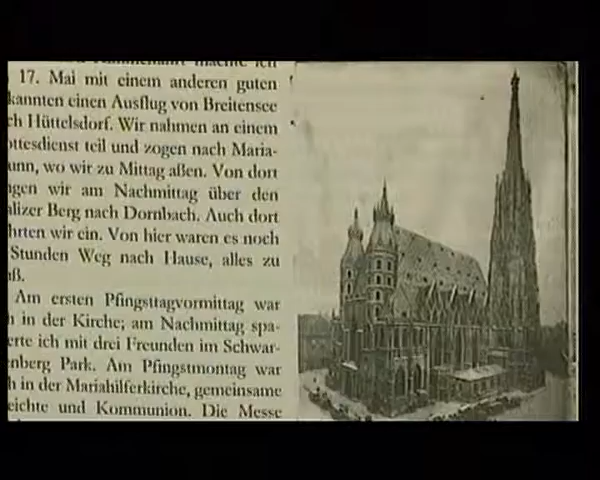 17. Mai mit einem anderen guten
kannten einen Ausflug von Breitensee
ch Hüttelsdorf. Wir nahmen an einem
ottesdienst teil und zogen nach Maria-
unn, wo wir zu Mittag aßen. Von dort
ngen wir am Nachmittag über den
alizer Berg nach Dornbach. Auch dort
hrten wir ein. Von hier waren es noch
Stunden Weg nach Hause, alles zu
ß.
Am ersten Pfingsttagvormittag war
h in der Kirche; am Nachmittag spa-
erte ich mit drei Freunden im Schwar-
enberg Park. Am Pfingstmontag war
h in der Mariahilferkirche, gemeinsame
eichte und Kommunion. Die Messe